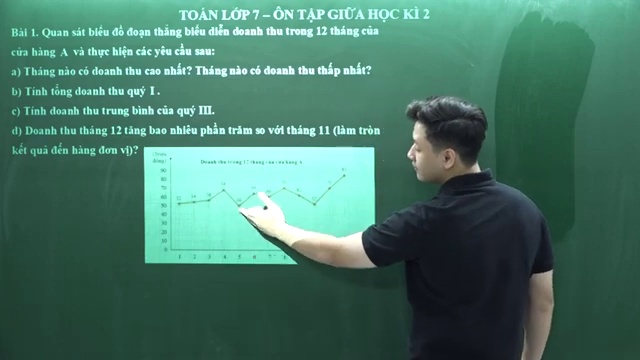 TOÁN LỚP 7 – ÔN TẬP GIỮA HỌC KÌ 2
Bài 1. Quan sát biểu đồ đoạn thẳng biểu diễn doanh thu trong 12 tháng của
cửa hàng A và thực hiện các yêu cầu sau:
a) Tháng nào có doanh thu cao nhất? Tháng nào có doanh thu thấp nhất?
b) Tính tổng doanh thu quý I .
c) Tính doanh thu trung bình của quý III.
d) Doanh thu tháng 12 tăng bao nhiêu phần trăm so với tháng 11 (làm tròn
kết quả đến hàng đơn vị)?
(Triệu
đồng)
Doanh thu trong 12 tháng của cửa hàng A
90
80
70
60
50
40
30
20
10
0
1 2 3 4 5 6 7 8